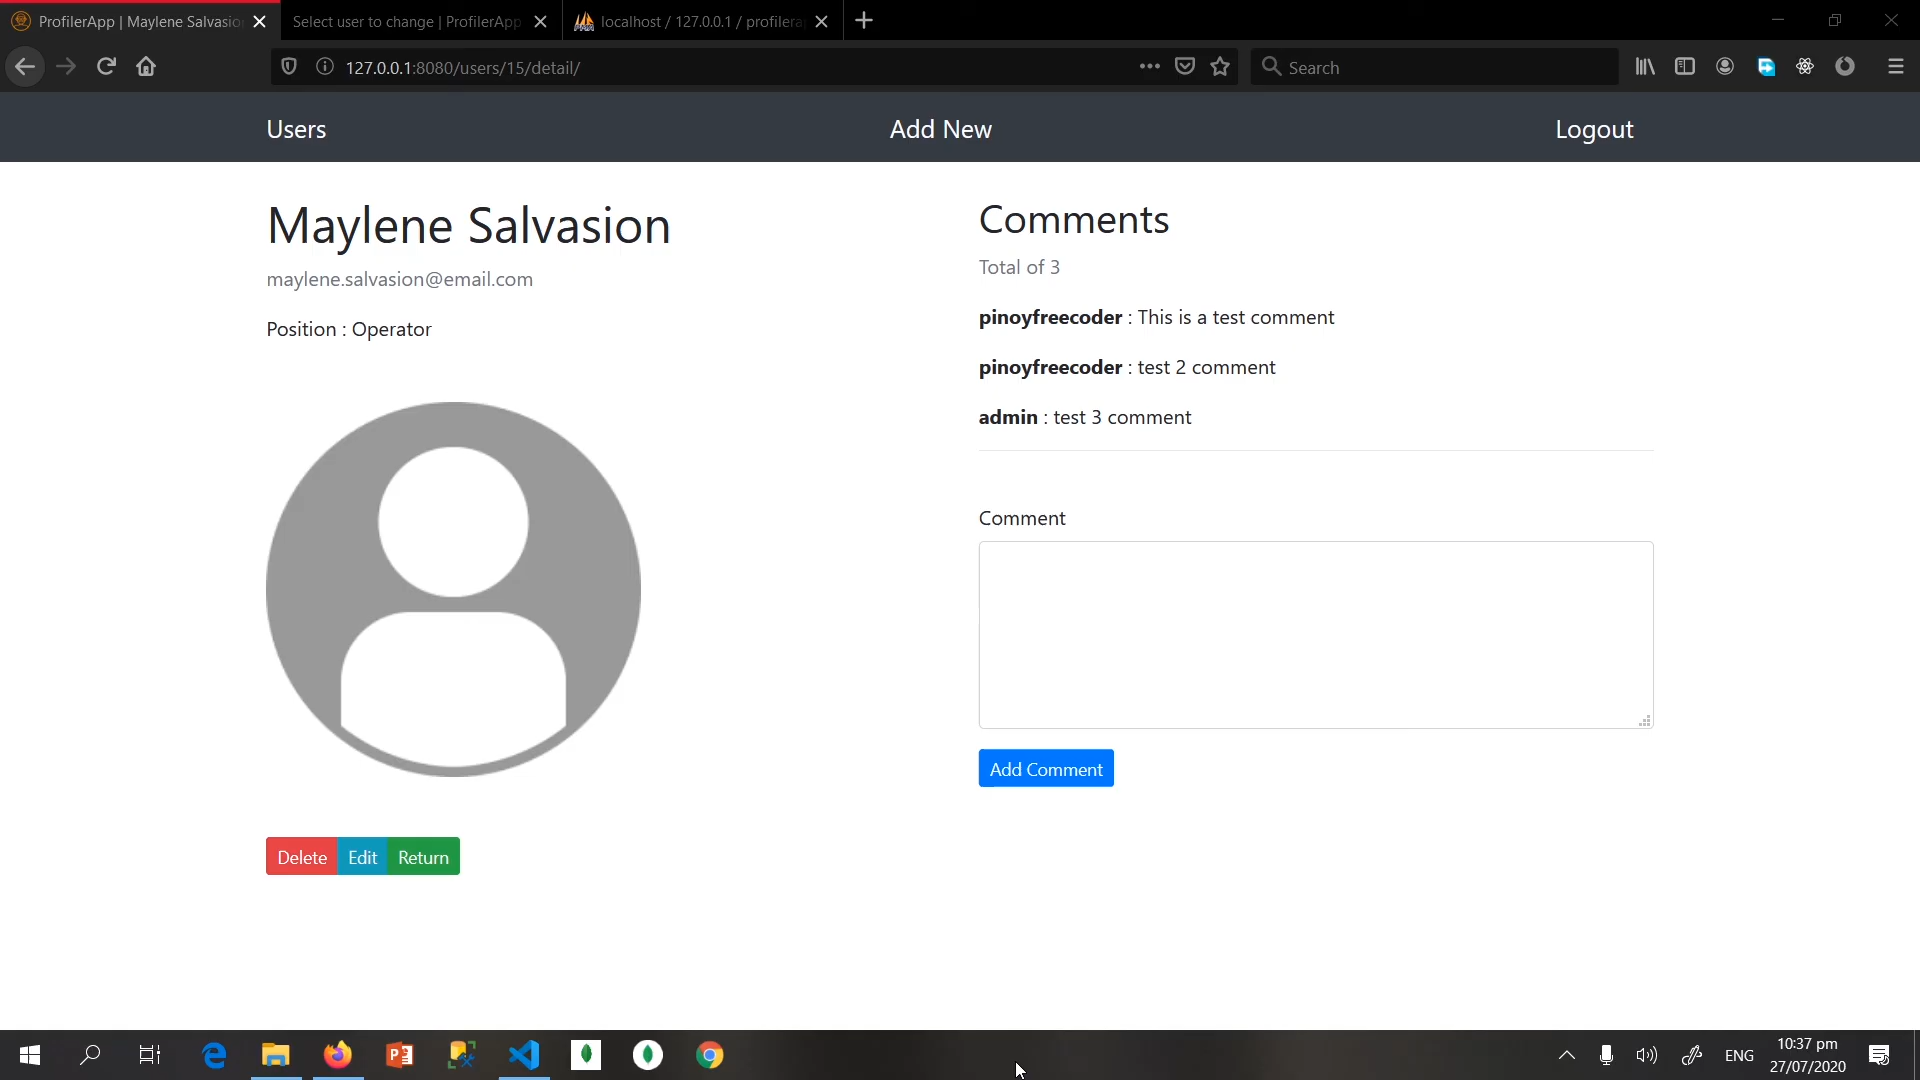 ProfilerApp | Maylene Salvasio
Select user to change | ProfilerApp
localhost / 127.0.0.1 / profilera
127.0.0.1:8080/users/15/detail/
Search
Users
Add New
Logout
Maylene Salvasion
maylene.salvasion@email.com
Position : Operator
Comments
Total of 3
pinoyfreecoder : This is a test comment
pinoyfreecoder : test 2 comment
admin : test 3 comment
Comment
Add Comment
Delete
Edit
Return
ENG
10:37 pm
27/07/2020